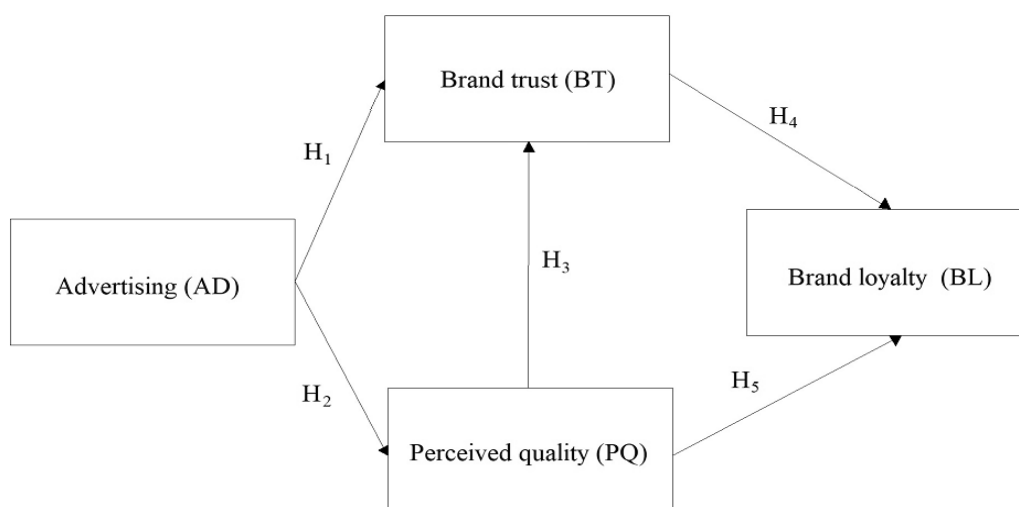 Brand trust (BT)
H₁
H₄
Advertising (AD)
H₃
Brand loyalty  (BL)
H₂
H₅
Perceived quality (PQ)